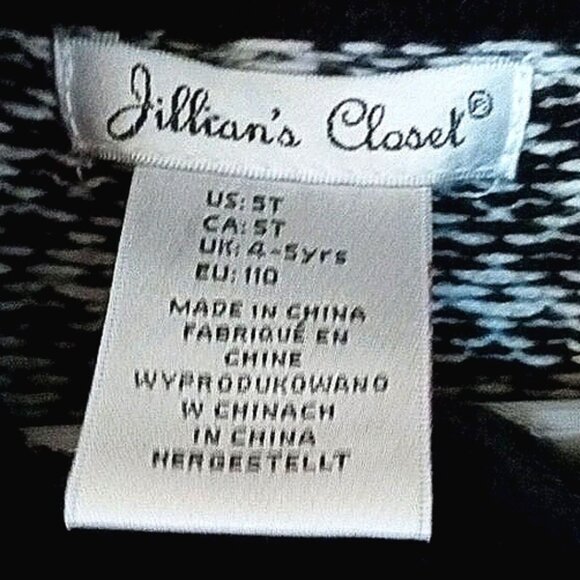 Jillian's Closet®
US: 5T
CA: 5T
UK: 4-5yrs
EU: 110
MADE IN CHINA
FABRIQUÉ EN
CHINE
WYPRODUKOWANO
W CHINACH
IN CHINA
HERGESTELLT